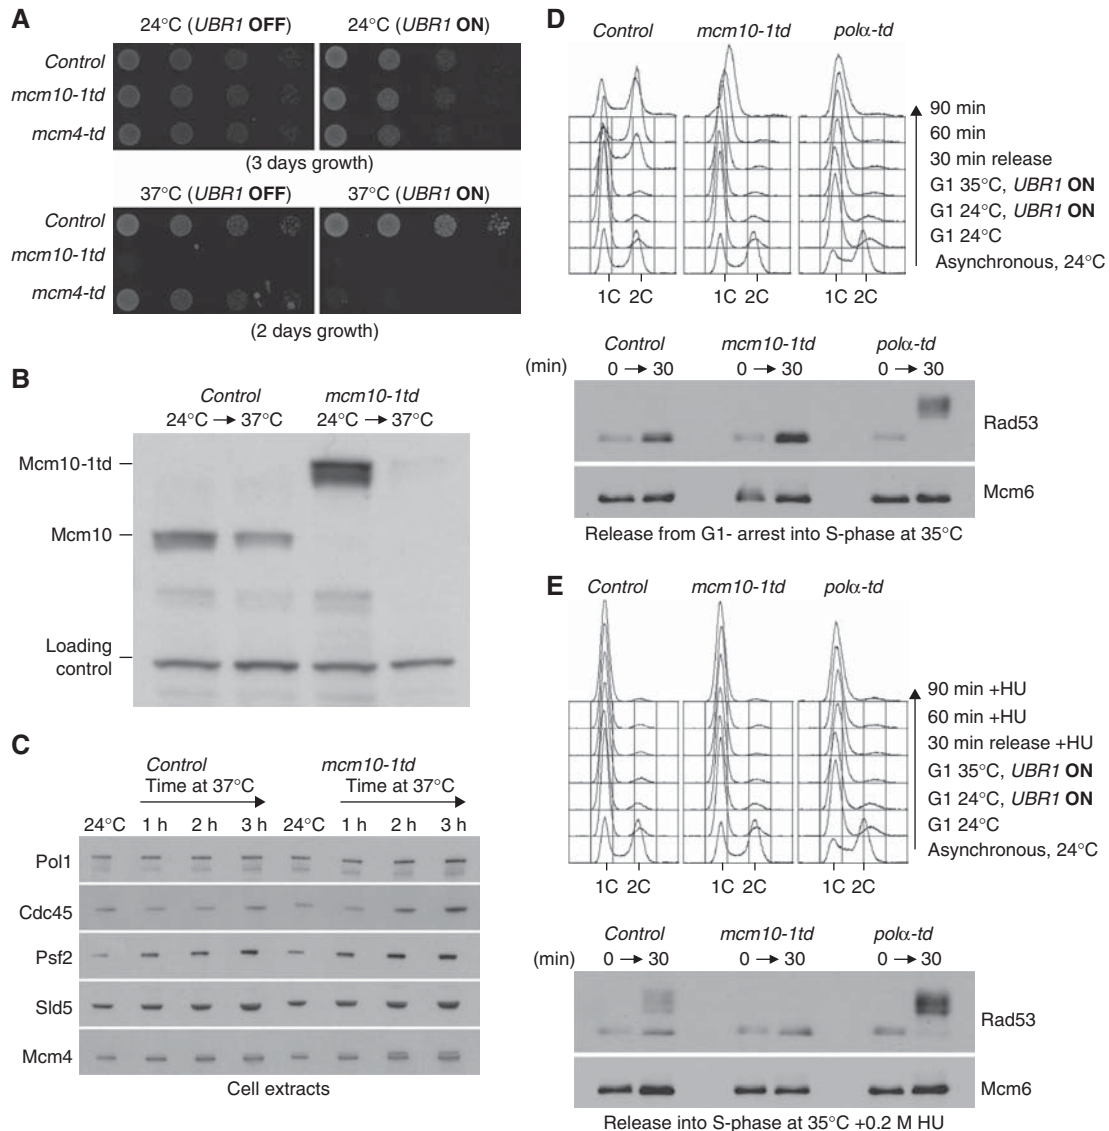 A
24°C (UBR1 OFF)
24°C (UBR1 ON)
Control
mcm10-1td
mcm4-td
(3 days growth)
37°C (UBR1 OFF)
37°C (UBR1 ON)
Control
mcm10-1td
mcm4-td
(2 days growth)
B
Control
mcm10-1td
24°C → 37°C
24°C → 37°C
Mcm10-1td
Mcm10
Loading
control
C
Control
mcm10-1td
Time at 37°C
Time at 37°C
24°C 1 h 2 h 3 h 24°C 1 h 2 h 3 h
Pol1
Cdc45
Psf2
Sld5
Mcm4
Cell extracts
D
Control
mcm10-1td
polα-td
90 min
60 min
30 min release
G1 35°C, UBR1 ON
G1 24°C, UBR1 ON
G1 24°C
Asynchronous, 24°C
1C 2C
1C 2C
1C 2C
Control
mcm10-1td
polα-td
(min)
0 → 30
0 → 30
0 → 30
Rad53
Mcm6
Release from G1- arrest into S-phase at 35°C
E
Control
mcm10-1td
polα-td
90 min +HU
60 min +HU
30 min release +HU
G1 35°C, UBR1 ON
G1 24°C, UBR1 ON
G1 24°C
Asynchronous, 24°C
1C 2C
1C 2C
1C 2C
Control
mcm10-1td
polα-td
(min)
0 → 30
0 → 30
0 → 30
Rad53
Mcm6
Release into S-phase at 35°C +0.2 M HU